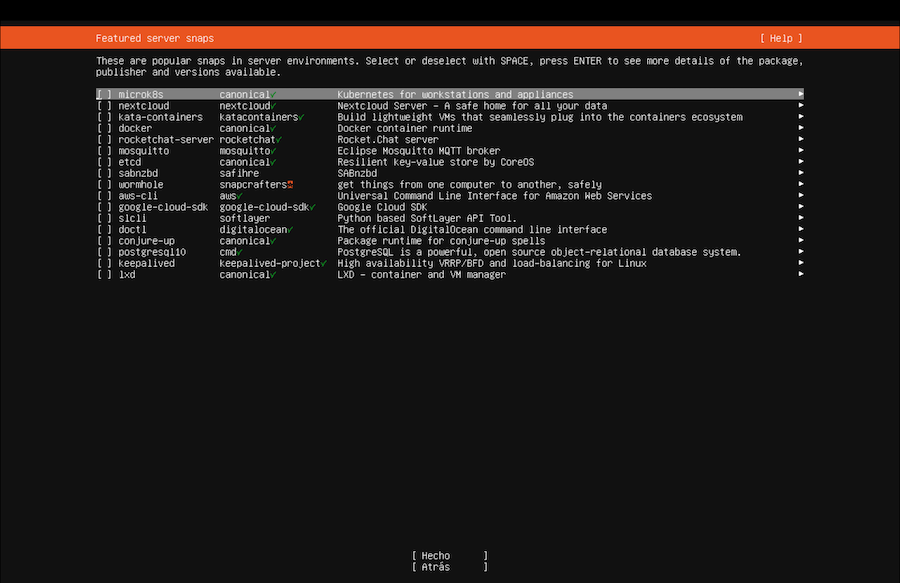 Featured server snaps [ Help ]
These are popular snaps in server environments. Select or deselect with SPACE, press ENTER to see more details of the package,
publisher and versions available.
[ ] microk8s canonical✓ Kubernetes for workstations and appliances ▸
[ ] nextcloud nextcloud✓ Nextcloud Server – A safe home for all your data ▸
[ ] kata-containers katacontainers✓ Build lightweight VMs that seamlessly plug into the containers ecosystem ▸
[ ] docker canonical✓ Docker container runtime ▸
[ ] rocketchat-server rocketchat✓ Rocket.Chat server ▸
[ ] mosquitto mosquitto✓ Eclipse Mosquitto MQTT broker ▸
[ ] etcd canonical✓ Resilient key-value store by CoreOS ▸
[ ] sabnzbd safihre SABnzbd ▸
[ ] wormhole snapcrafters get things from one computer to another, safely ▸
[ ] aws-cli aws✓ Universal Command Line Interface for Amazon Web Services ▸
[ ] google-cloud-sdk google-cloud-sdk✓ Google Cloud SDK ▸
[ ] slcli softlayer Python based SoftLayer API Tool. ▸
[ ] doctl digitalocean✓ The official DigitalOcean command line interface ▸
[ ] conjure-up canonical✓ Package runtime for conjure-up spells ▸
[ ] postgresql10 cmd✓ PostgreSQL is a powerful, open source object-relational database system. ▸
[ ] keepalived keepalived-project✓ High availability VRRP/BFD and load-balancing for Linux ▸
[ ] lxd canonical✓ LXD – container and VM manager ▸
[ Hecho ]
[ Atrás ]